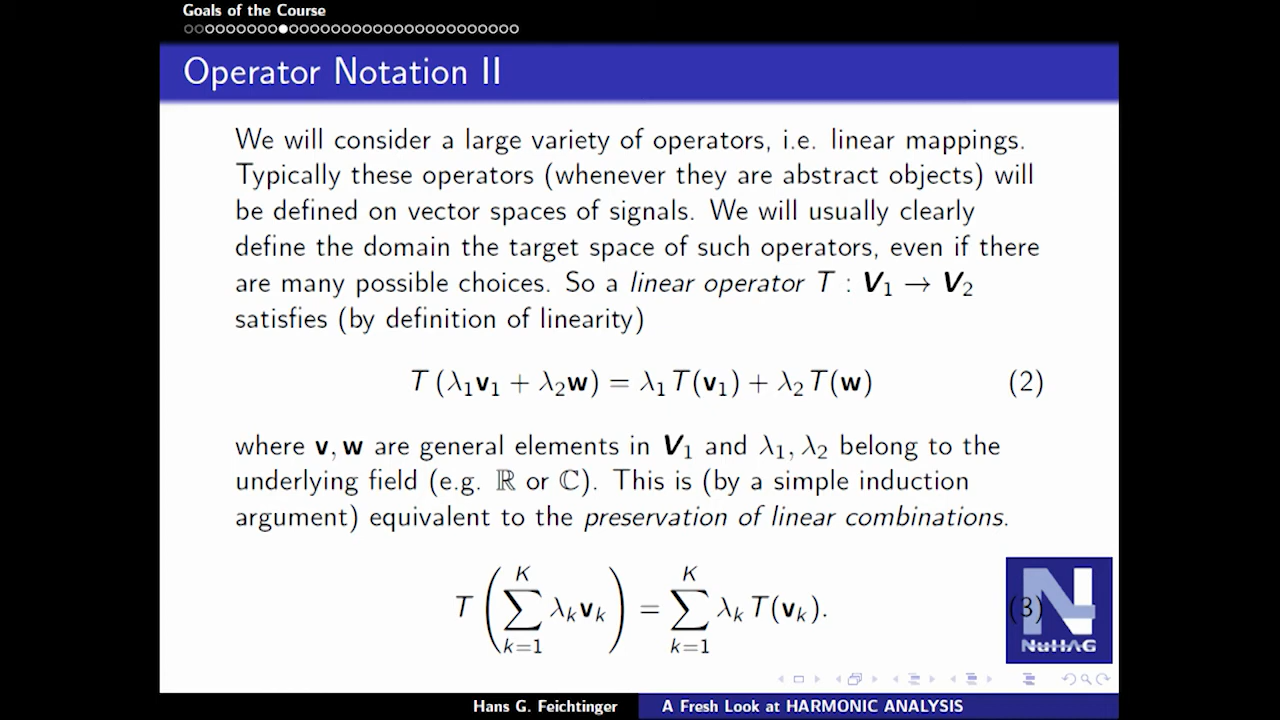 Goals of the Course
Operator Notation II
We will consider a large variety of operators, i.e. linear mappings.
Typically these operators (whenever they are abstract objects) will
be defined on vector spaces of signals. We will usually clearly
define the domain the target space of such operators, even if there
are many possible choices. So a linear operator T : V₁ → V₂
satisfies (by definition of linearity)
T (λ₁v₁ + λ₂w) = λ₁T(v₁) + λ₂T(w) (2)
where v, w are general elements in V₁ and λ₁, λ₂ belong to the
underlying field (e.g. ℝ or ℂ). This is (by a simple induction
argument) equivalent to the preservation of linear combinations.
T (∑_{k=1}^{K} λₖvₖ) = ∑_{k=1}^{K} λₖT(vₖ). (3)
N
NuHAG
Hans G. Feichtinger A Fresh Look at HARMONIC ANALYSIS